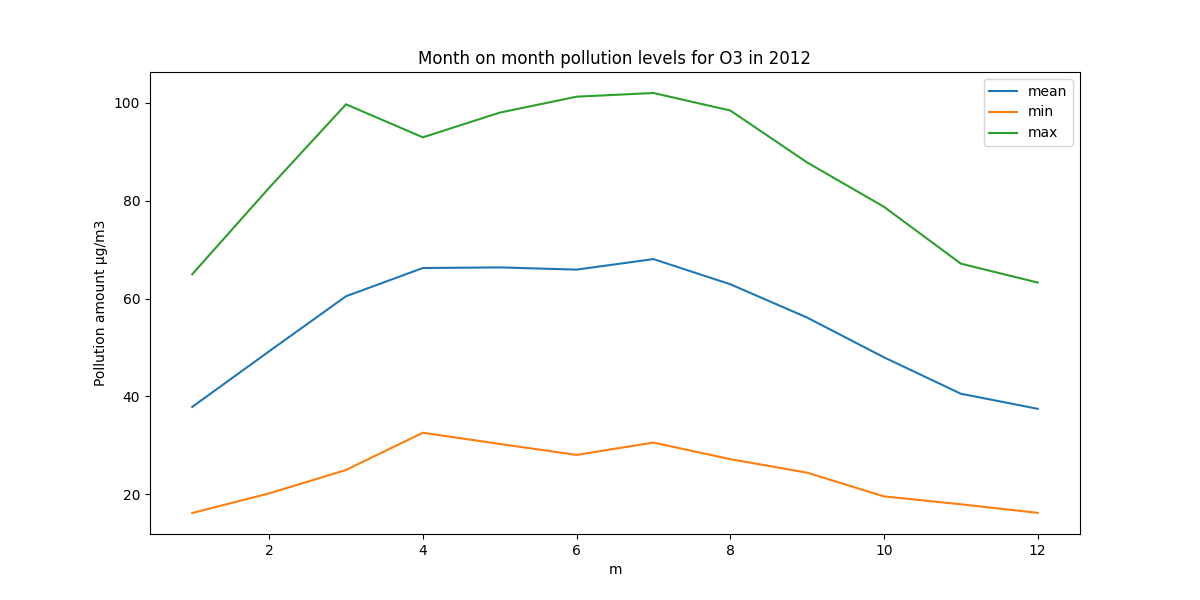 Month on month pollution levels for O3 in 2012
mean
min
max
100
80
60
40
20
Pollution amount µg/m3
2 4 6 8 10 12
m